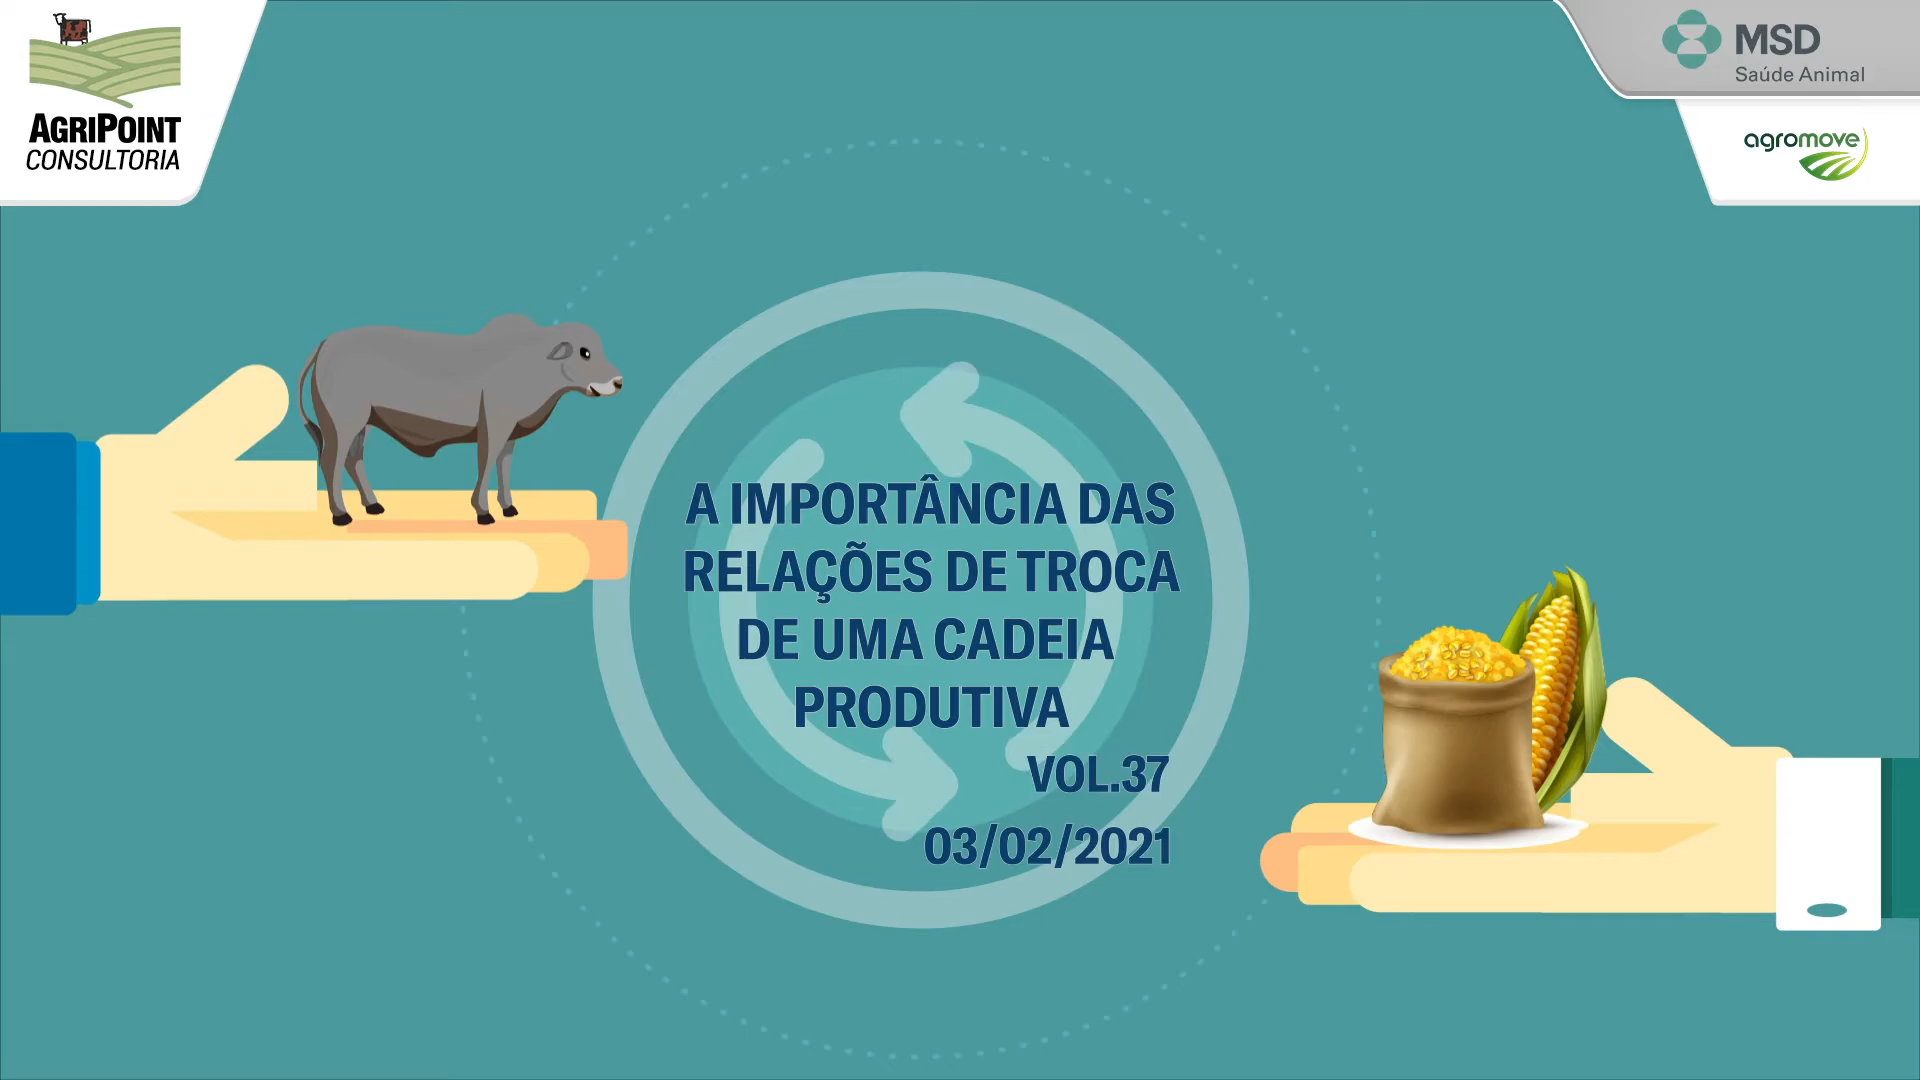 AGRIPOINT
CONSULTORIA
MSD
Saúde Animal
agromove
A IMPORTÂNCIA DAS
RELAÇÕES DE TROCA
DE UMA CADEIA
PRODUTIVA
VOL.37
03/02/2021